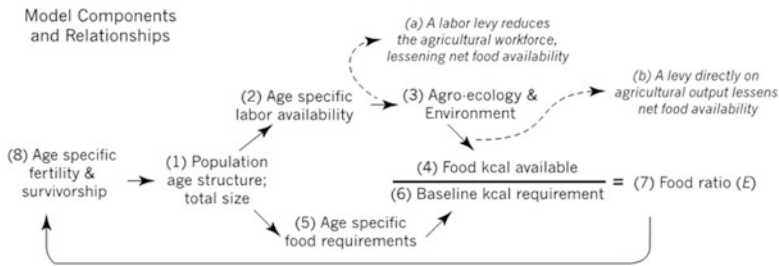 Model Components
and Relationships
(a) A labor levy reduces
the agricultural workforce,
lessening net food availability
(b) A levy directly on
agricultural output lessens
net food availability
(2) Age specific
labor availability
(3) Agro-ecology &
Environment
(8) Age specific
fertility &
survivorship
(1) Population
age structure;
total size
(4) Food kcal available
(6) Baseline kcal requirement
= (7) Food ratio (E)
(5) Age specific
food requirements